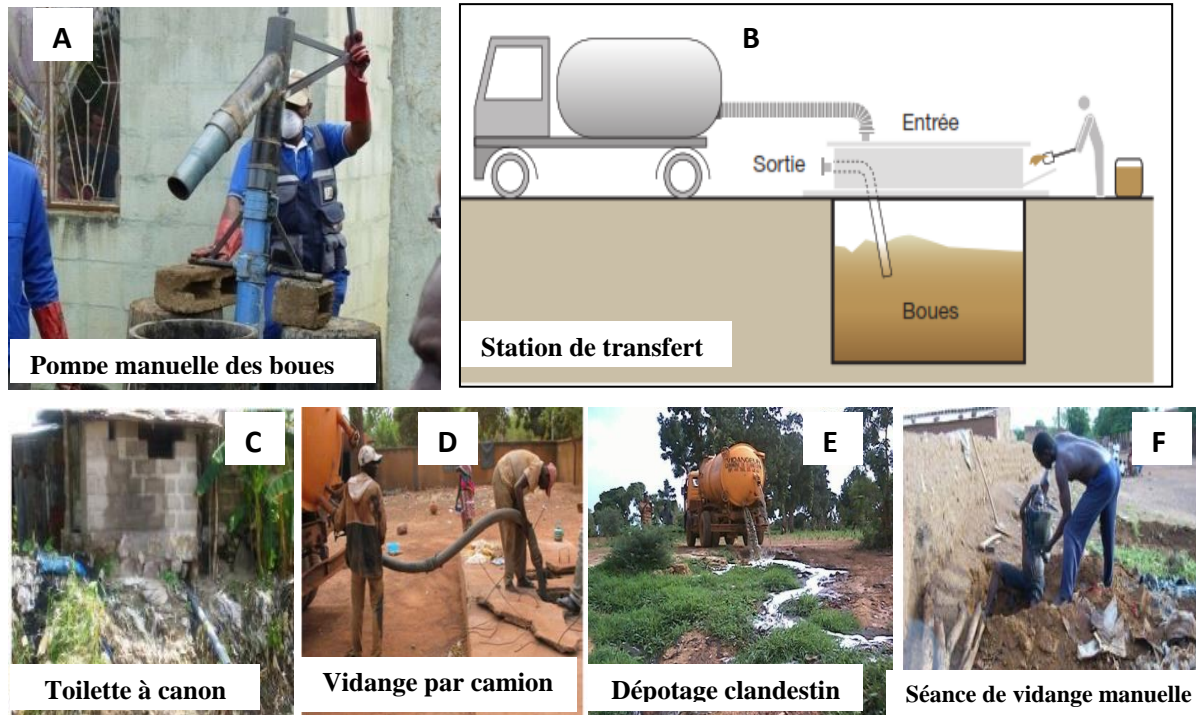 A
Pompe manuelle des boues
B
Entrée
Sortie
Boues
Station de transfert
C
Toilette à canon
D
Vidange par camion
E
VIDANGE
Dépotage clandestin
F
Séance de vidange manuelle